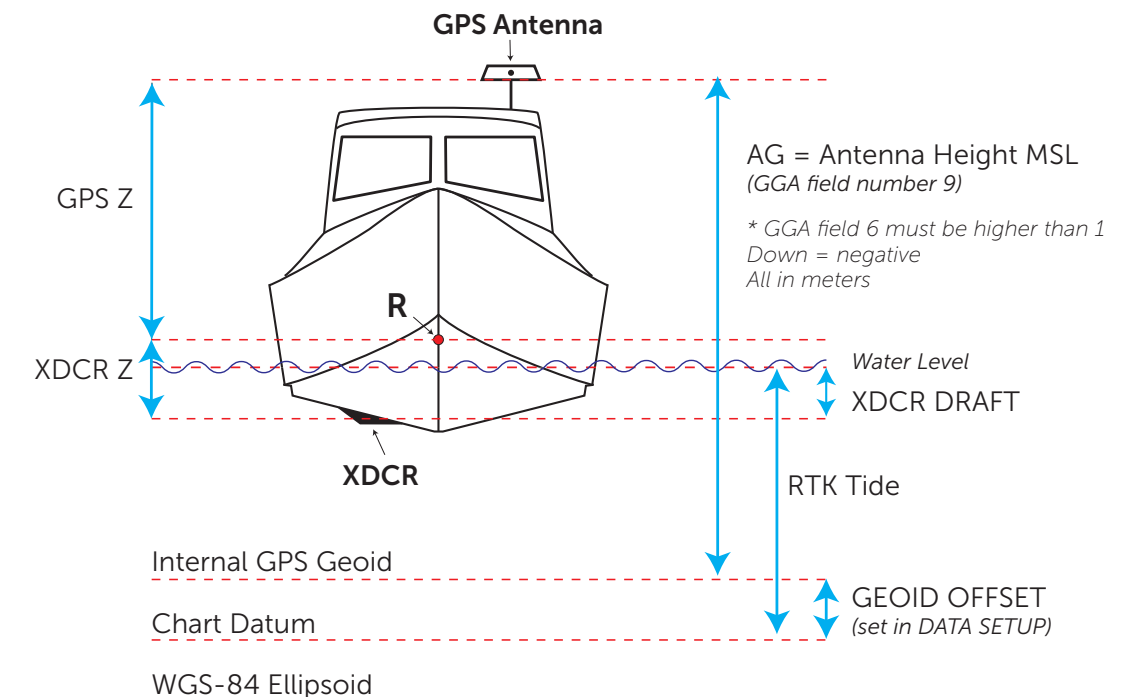 GPS Antenna
AG = Antenna Height MSL
(GGA field number 9)
GPS Z
* GGA field 6 must be higher than 1
Down = negative
All in meters
R
XDCR Z
Water Level
XDCR DRAFT
XDCR
RTK Tide
Internal GPS Geoid
GEOID OFFSET
(set in DATA SETUP)
Chart Datum
WGS-84 Ellipsoid